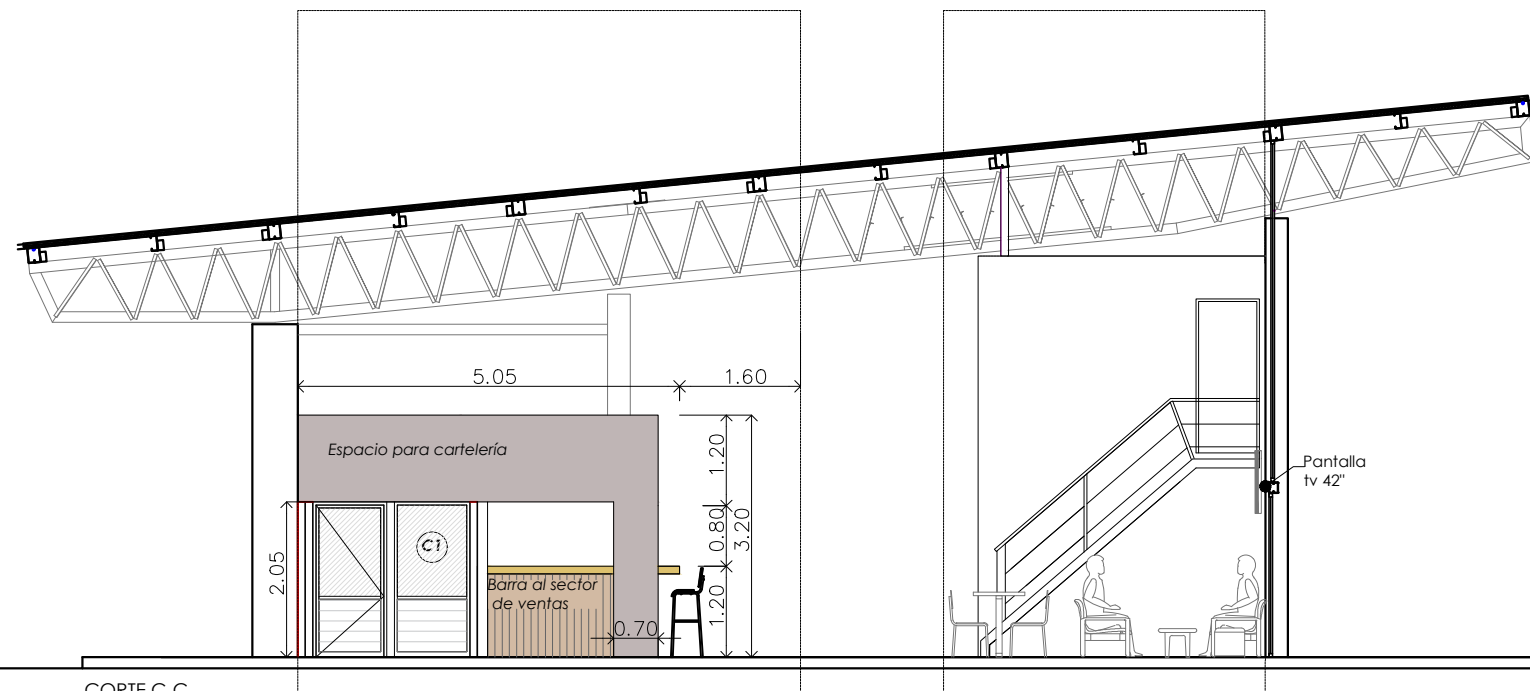 5.05
1.60
Espacio para cartelería
1.20
0.80
3.20
Pantalla
tv 42"
C1
2.05
Barra al sector
de ventas
1.20
0.70
CORTE C-C